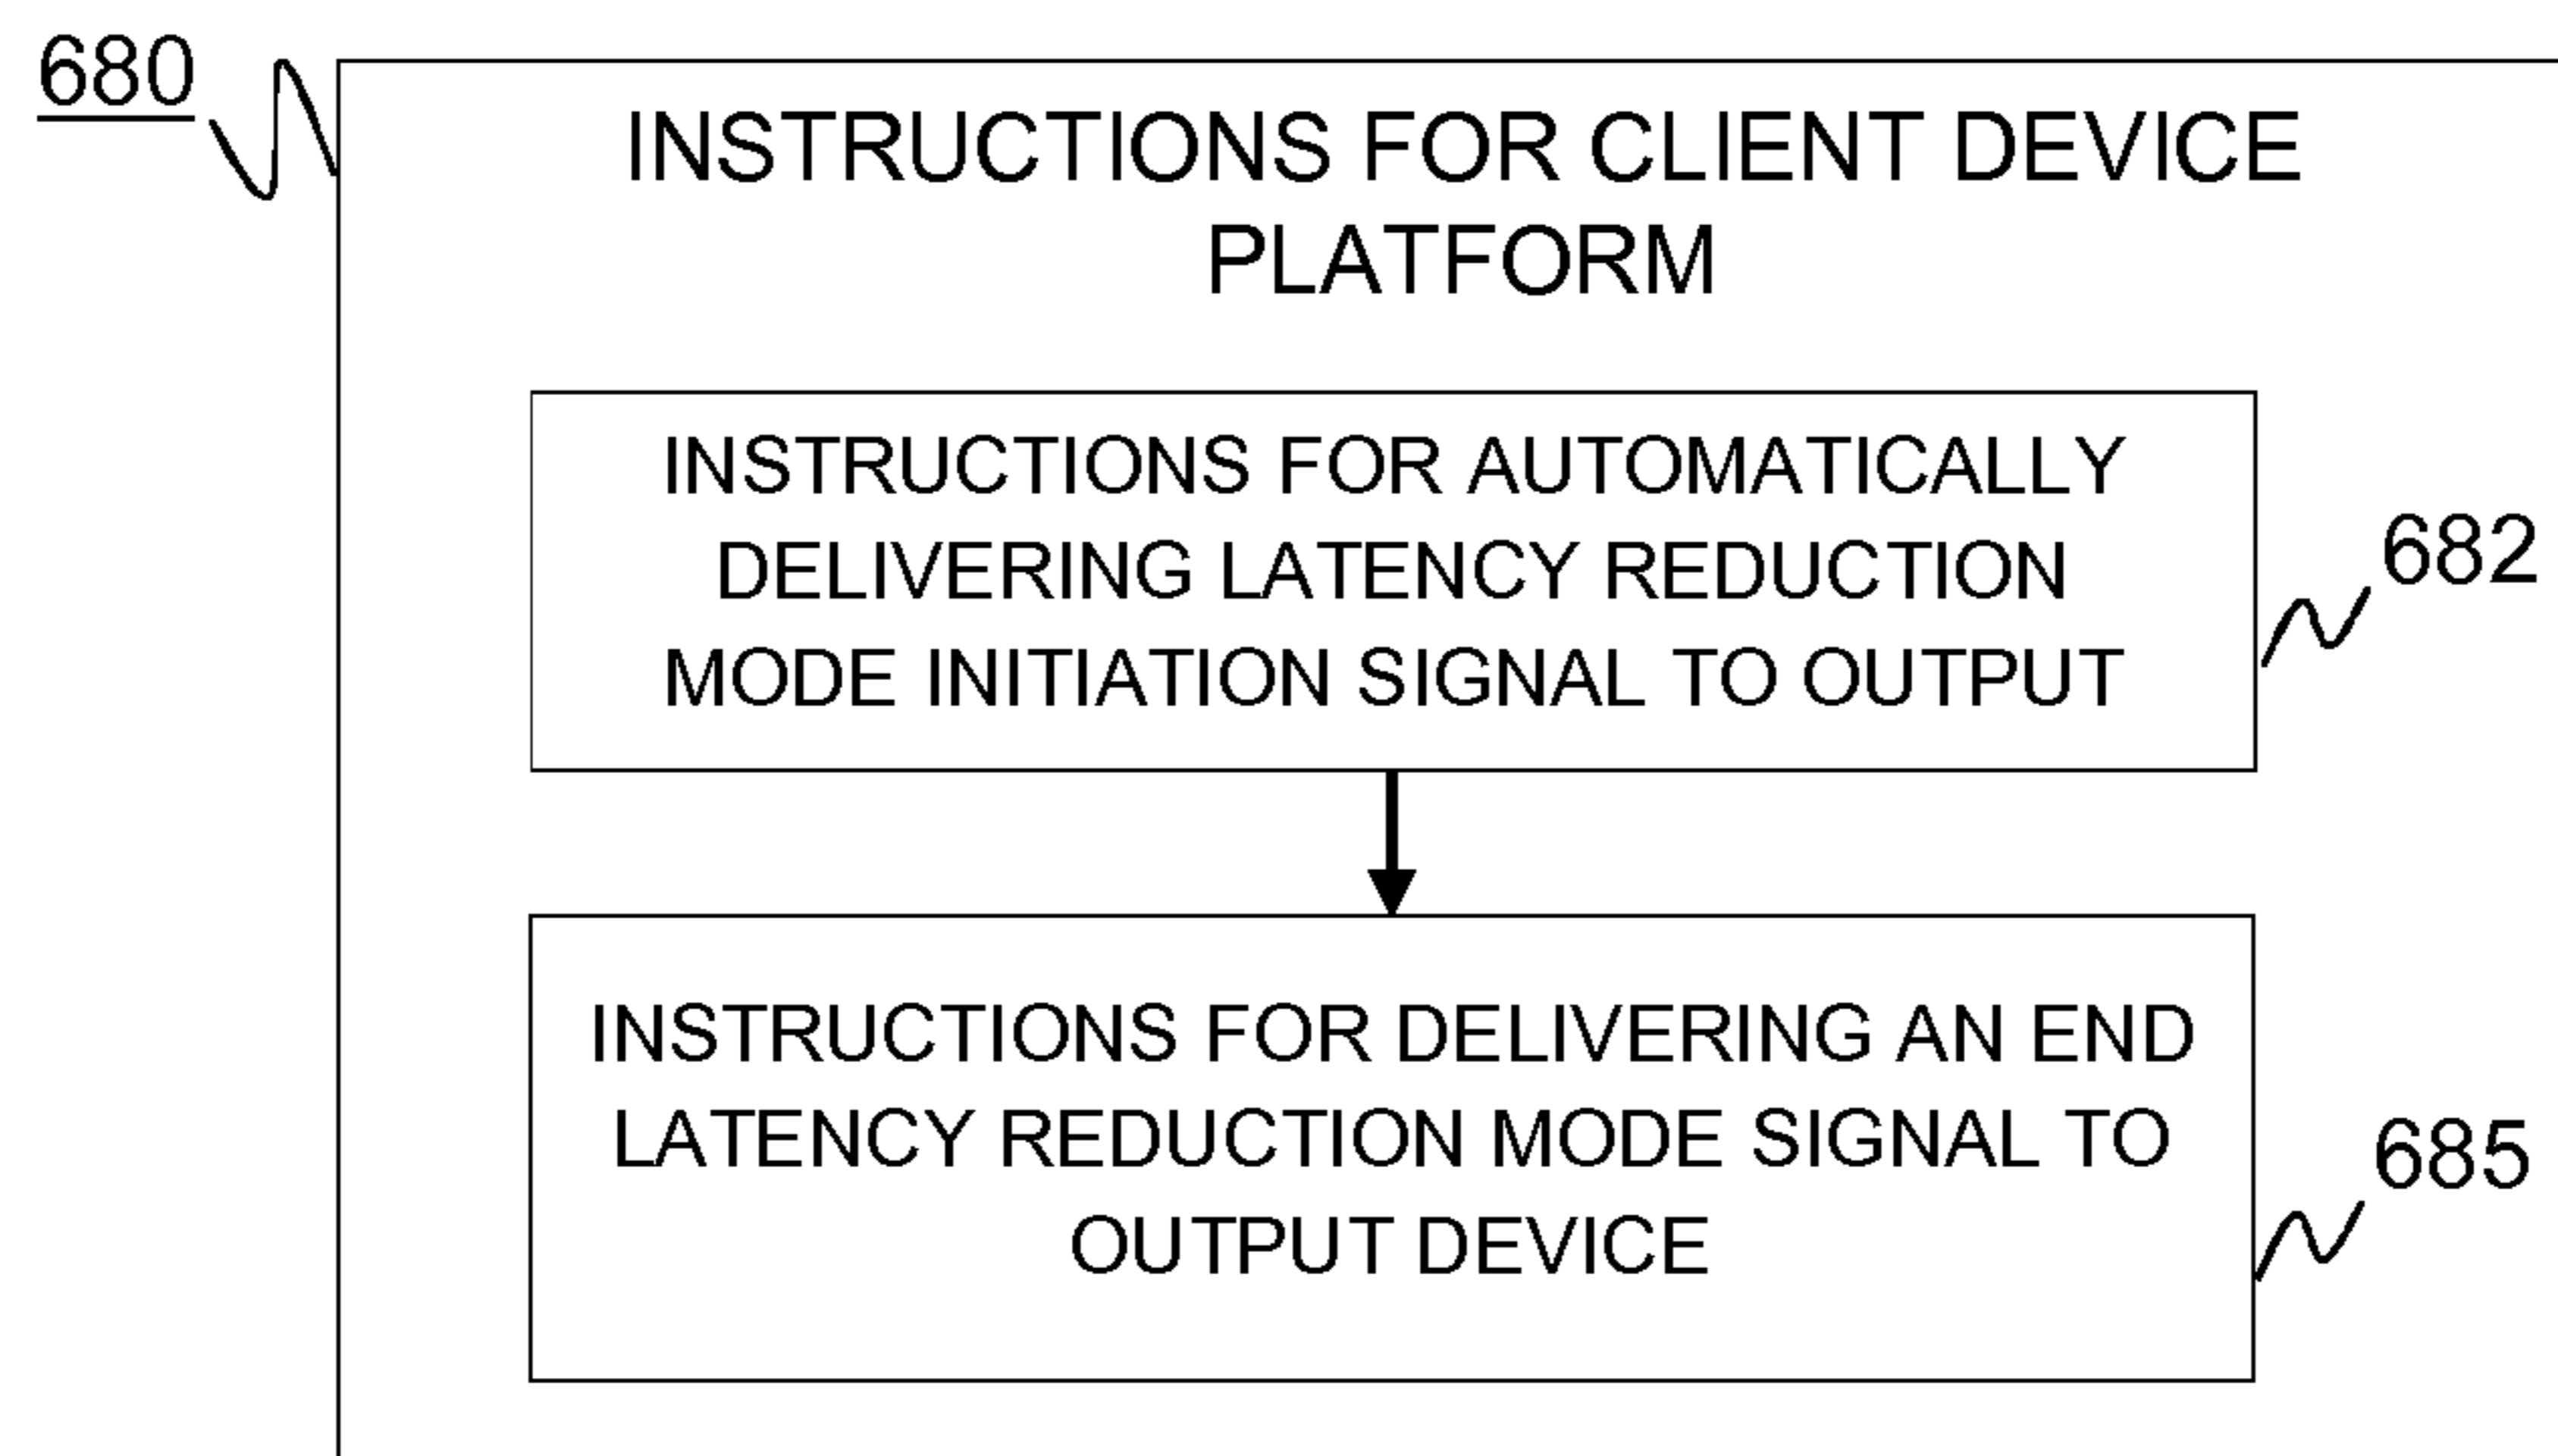 680
INSTRUCTIONS FOR CLIENT DEVICE
PLATFORM
INSTRUCTIONS FOR AUTOMATICALLY
DELIVERING LATENCY REDUCTION
MODE INITIATION SIGNAL TO OUTPUT
682
INSTRUCTIONS FOR DELIVERING AN END
LATENCY REDUCTION MODE SIGNAL TO
OUTPUT DEVICE
685